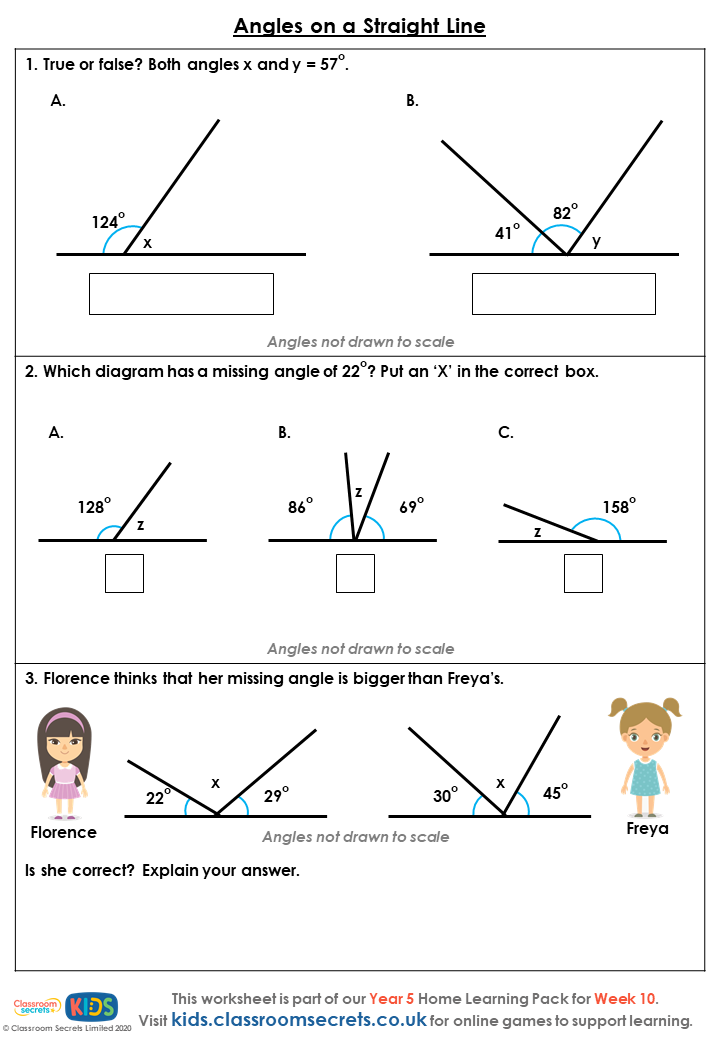 Angles on a Straight Line
1. True or false? Both angles x and y = 57°.
A.
B.
124°
x
41°
82°
y
Angles not drawn to scale
2. Which diagram has a missing angle of 22°? Put an ‘X’ in the correct box.
A.
B.
C.
128°
z
86°
z
69°
z
158°
Angles not drawn to scale
3. Florence thinks that her missing angle is bigger than Freya’s.
22°
x
29°
30°
x
45°
Florence
Freya
Angles not drawn to scale
Is she correct? Explain your answer.
Classroom
secrets
KIDS
© Classroom Secrets Limited 2020
This worksheet is part of our Year 5 Home Learning Pack for Week 10.
Visit kids.classroomsecrets.co.uk for online games to support learning.